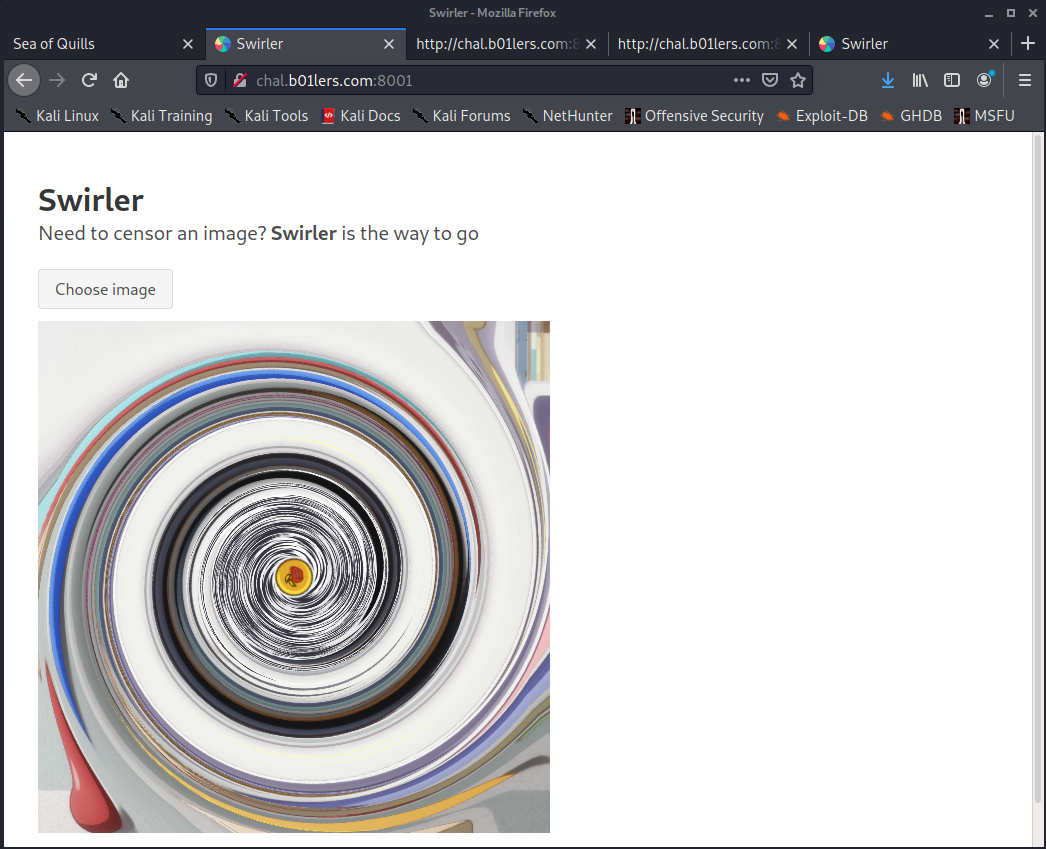 Swirler - Mozilla Firefox
Sea of Quills Swirler http://chal.b01lers.com:8 http://chal.b01lers.com:8 Swirler
chal.b01lers.com:8001
Kali Linux Kali Training Kali Tools Kali Docs Kali Forums NetHunter Offensive Security Exploit-DB GHDB MSFU
Swirler
Need to censor an image? Swirler is the way to go
Choose image